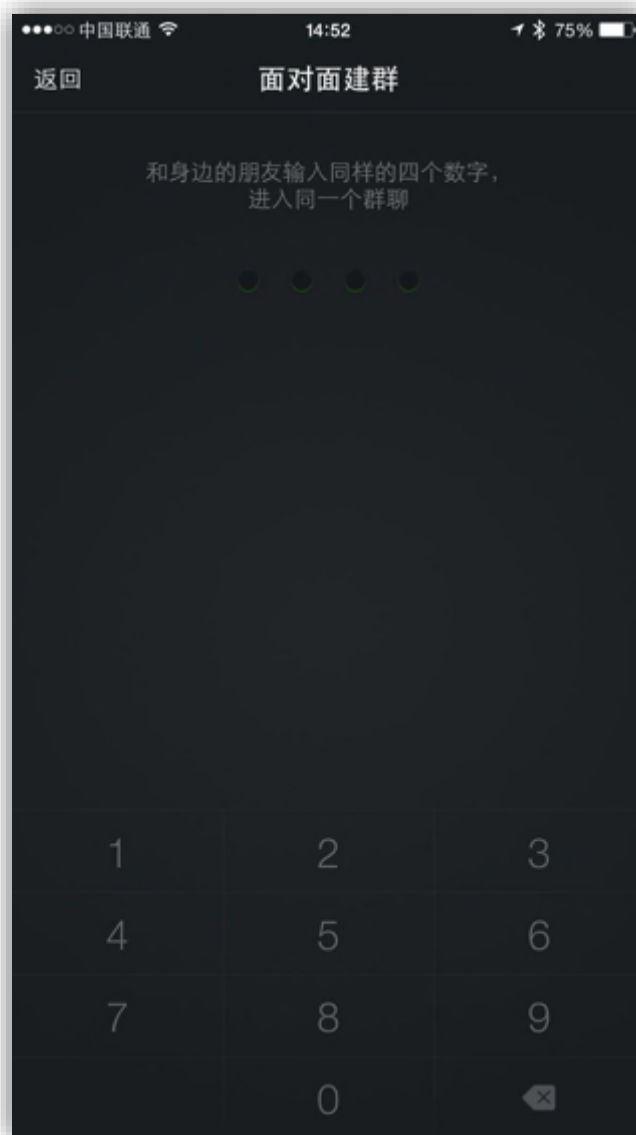 中国联通 14:52 75%
返回 面对面建群
和身边的朋友输入同样的四个数字，
进入同一个群聊
1 2 3
4 5 6
7 8 9
0